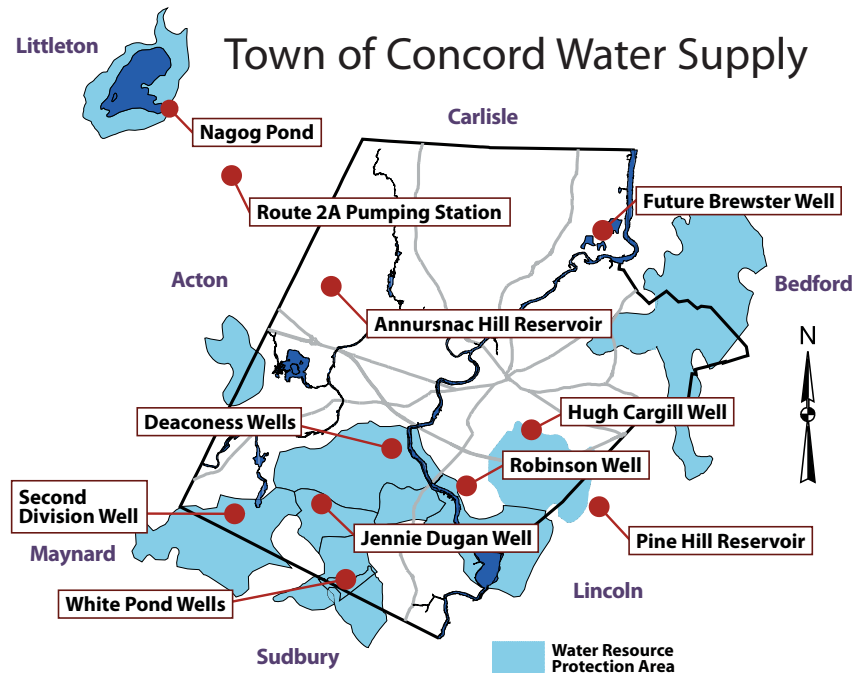 Littleton
Town of Concord Water Supply
Carlisle
Nagog Pond
Route 2A Pumping Station
Future Brewster Well
Acton
Bedford
Annursnac Hill Reservoir
N
Deaconess Wells
Hugh Cargill Well
Robinson Well
Second
Division Well
Jennie Dugan Well
Pine Hill Reservoir
Maynard
White Pond Wells
Lincoln
Sudbury
Water Resource
Protection Area